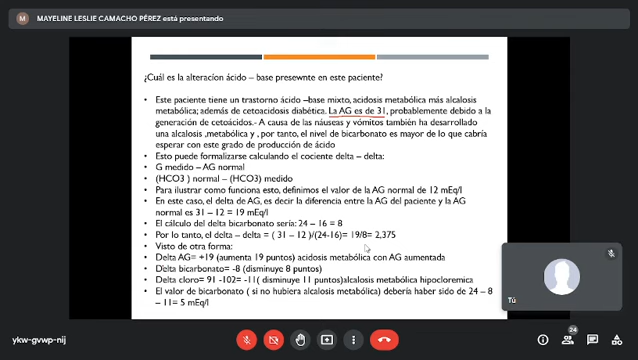 M MAYELINE LESLIE CAMACHO PÉREZ está presentando
¿Cuál es la alteración ácido – base presewnte en este paciente?
Este paciente tiene un trastorno ácido –base mixto, acidosis metabólica más alcalosis
metabólica; además de cetoacidosis diabética. La AG es de 31, probablemente debido a la
generación de cetoácidos.- A causa de las náuseas y vómitos también ha desarrollado
una alcalosis ,metabólica y , por tanto, el nivel de bicarbonato es mayor de lo que cabría
esperar con este grado de producción de ácido
Esto puede formalizarse calculando el cociente delta – delta:
G medido – AG normal
(HCO3 ) normal – (HCO3) medido
Para ilustrar como funciona esto, definimos el valor de la AG normal de 12 mEq/l
En este caso, el delta de AG, es decir la diferencia entre la AG del paciente y la AG
normal es 31 – 12 = 19 mEq/l
El cálculo del delta bicarbonato sería: 24 – 16 = 8
Por lo tanto, el delta – delta = ( 31 – 12 )/(24-16)= 19/8= 2,375
Visto de otra forma:
Delta AG= +19 (aumenta 19 puntos) acidosis metabólica con AG aumentada
Delta bicarbonato= -8 (disminuye 8 puntos)
Delta cloro= 91 -102= -11( disminuye 11 puntos)alcalosis metabólica hipocloremica
El valor de bicarbonato ( si no hubiera alcalosis metabólica) debería haber sido de 24 – 8
– 11= 5 mEq/l
Tú
ykw-gvwp-nij
24